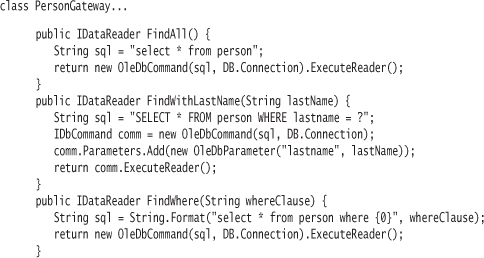 class PersonGateway...
public IDataReader FindAll() {
String sql = "select * from person";
return new OleDbCommand(sql, DB.Connection).ExecuteReader();
}
public IDataReader FindWithLastName(String lastName) {
String sql = "SELECT * FROM person WHERE lastname = ?";
IDbCommand comm = new OleDbCommand(sql, DB.Connection);
comm.Parameters.Add(new OleDbParameter("lastname", lastName));
return comm.ExecuteReader();
}
public IDataReader FindWhere(String whereClause) {
String sql = String.Format("select * from person where {0}", whereClause);
return new OleDbCommand(sql, DB.Connection).ExecuteReader();
}